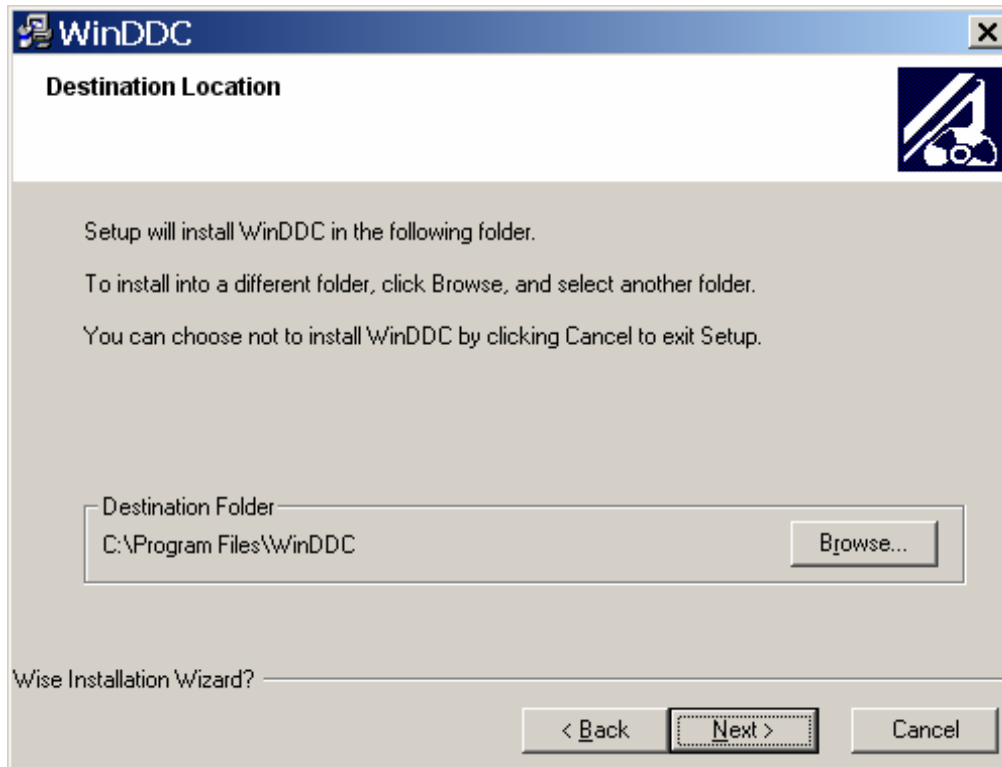 WinDDC
Destination Location
Setup will install WinDDC in the following folder.
To install into a different folder, click Browse, and select another folder.
You can choose not to install WinDDC by clicking Cancel to exit Setup.
Destination Folder
C:\Program Files\WinDDC
Browse...
Wise Installation Wizard?
< Back
Next >
Cancel